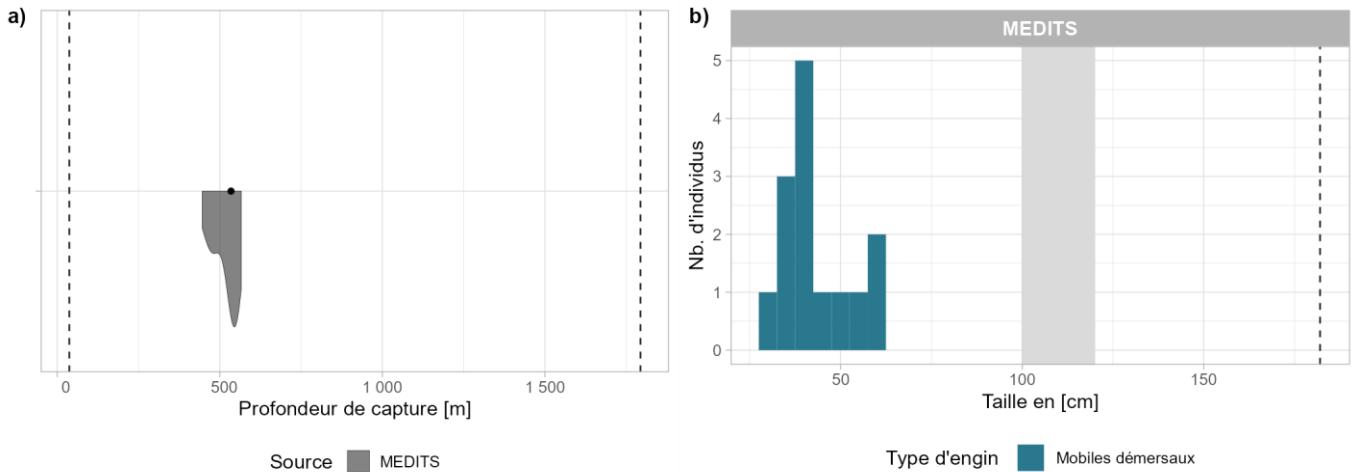 a)
0
500
1 000
1 500
Profondeur de capture [m]
Source
MEDITS
b)
MEDITS
Nb. d'individus
5
4
3
2
1
0
50
100
150
Taille en [cm]
Type d'engin
Mobiles démersaux